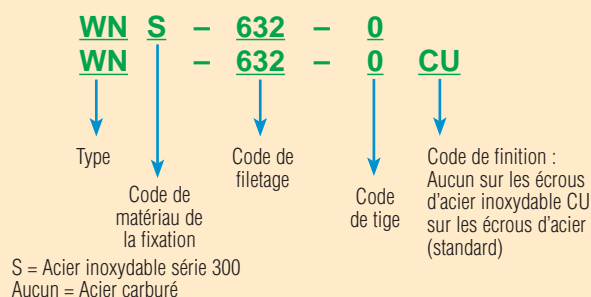 WN S – 632 – 0
WN – 632 – 0 CU
Type
Code de
matériau de
la fixation
Code de
filetage
Code
de tige
Code de finition :
Aucun sur les écrous
d'acier inoxydable CU
sur les écrous d'acier
(standard)
S = Acier inoxydable série 300
Aucun = Acier carburé